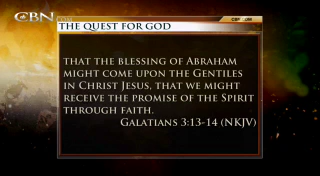 CBN
THE QUEST FOR GOD
CBN.COM
THAT THE BLESSING OF ABRAHAM
MIGHT COME UPON THE GENTILES
IN CHRIST JESUS, THAT WE MIGHT
RECEIVE THE PROMISE OF THE SPIRIT
THROUGH FAITH.
GALATIANS 3:13-14 (NKJV)